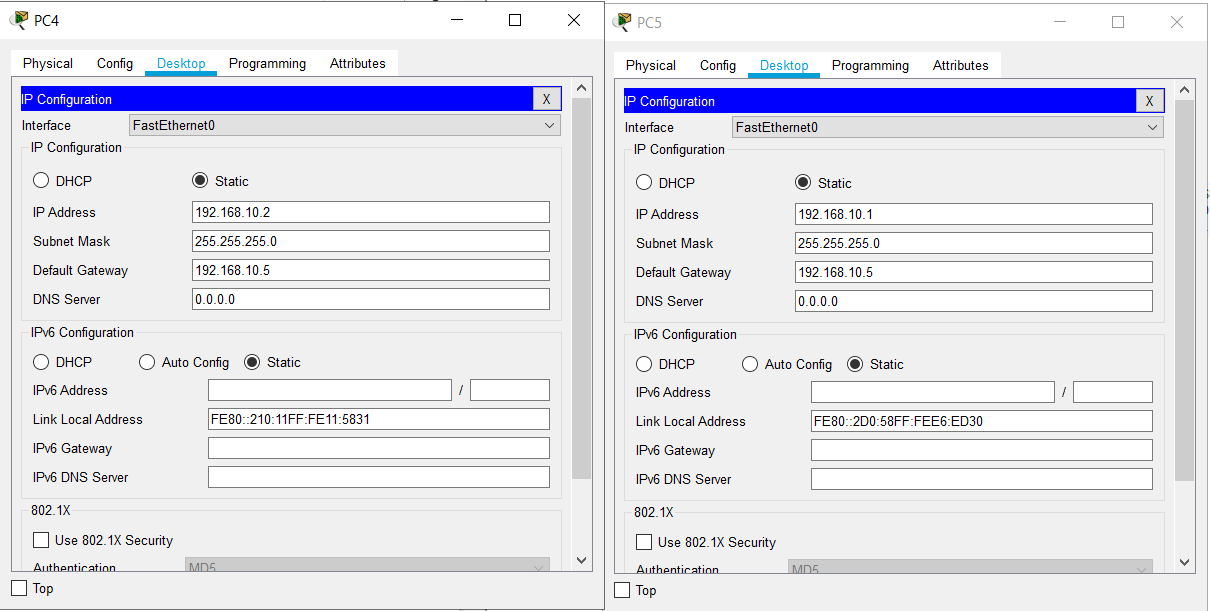 PC4
Physical Config Desktop Programming Attributes
IP Configuration X
Interface FastEthernet0
IP Configuration
DHCP Static
IP Address 192.168.10.2
Subnet Mask 255.255.255.0
Default Gateway 192.168.10.5
DNS Server 0.0.0.0
IPv6 Configuration
DHCP Auto Config Static
IPv6 Address /
Link Local Address FE80::210:11FF:FE11:5831
IPv6 Gateway
IPv6 DNS Server
802.1X
Use 802.1X Security
Authentication MD5
Top
PC5
Physical Config Desktop Programming Attributes
IP Configuration X
Interface FastEthernet0
IP Configuration
DHCP Static
IP Address 192.168.10.1
Subnet Mask 255.255.255.0
Default Gateway 192.168.10.5
DNS Server 0.0.0.0
IPv6 Configuration
DHCP Auto Config Static
IPv6 Address /
Link Local Address FE80::2D0:58FF:FEE6:ED30
IPv6 Gateway
IPv6 DNS Server
802.1X
Use 802.1X Security
Authentication MD5
Top